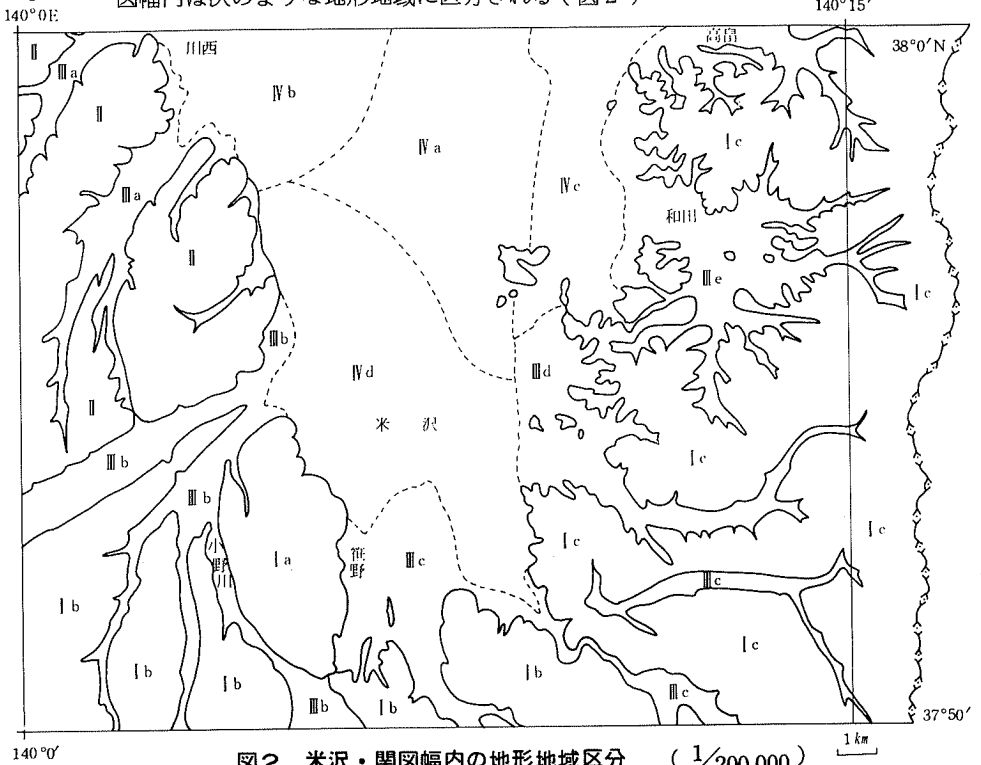 図幅内は次のような地形地域に区分される（図2）
140°0′E
140°15′
38°0′N
高畠
川西
Ⅱ
Ⅲa
Ⅱ
Ⅳb
Ⅳa
Ⅰc
Ⅲa
Ⅳc
和田
Ⅱ
Ⅲe
Ⅰc
Ⅲb
Ⅳd
Ⅲd
Ⅱ
米沢
Ⅲb
Ⅰc
Ⅲb
小野川
Ⅰa
笹野
Ⅲc
Ⅰc
Ⅰc
Ⅲc
Ⅰb
Ⅰc
Ⅰb
Ⅰb
Ⅰb
Ⅲb
Ⅰb
Ⅲc
37°50′
140°0′
1km
図2 米沢・関図幅内の地形地域区分 （1/200,000）